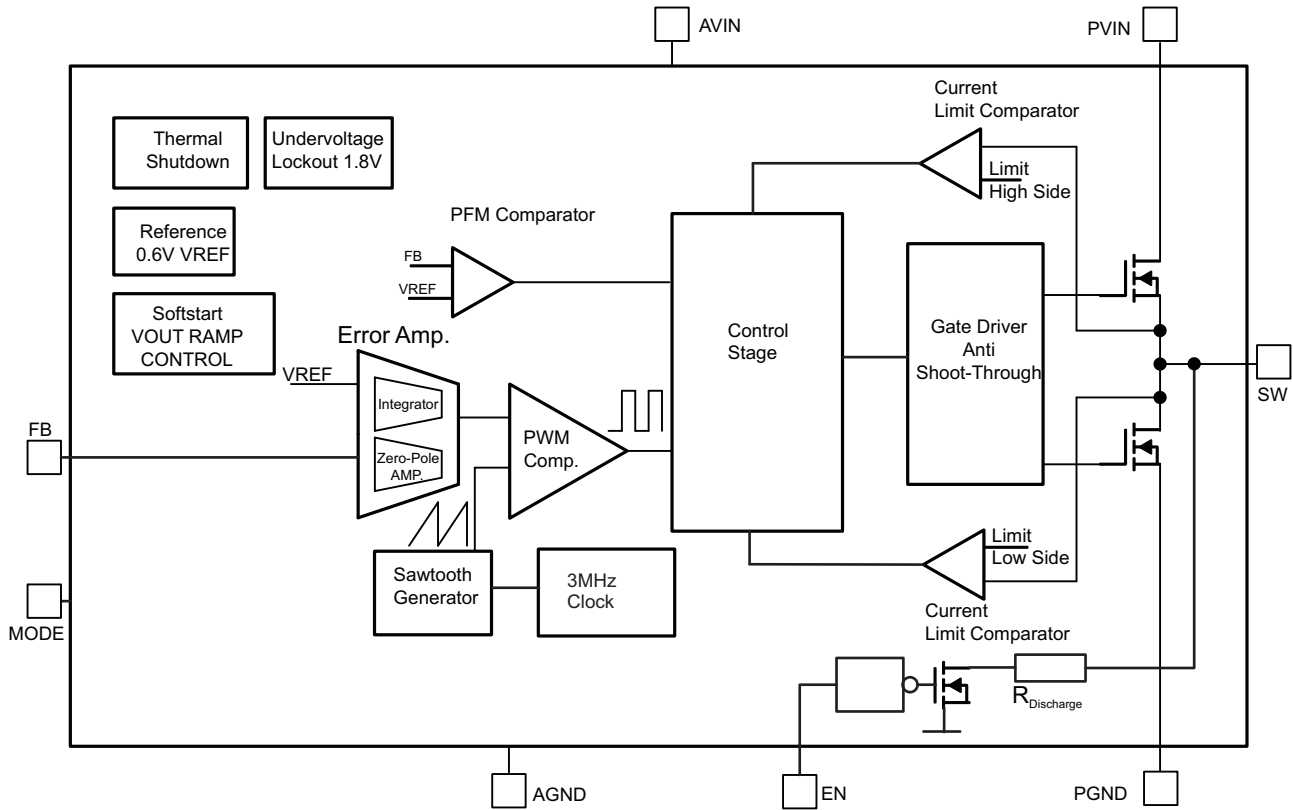 AVIN
PVIN
Current
Limit Comparator
Thermal
Shutdown
Undervoltage
Lockout 1.8V
Limit
High Side
PFM Comparator
Reference
0.6V VREF
FB
VREF
Softstart
VOUT RAMP
CONTROL
Error Amp.
VREF
Integrator
Zero-Pole
AMP.
PWM
Comp.
Control
Stage
Gate Driver
Anti
Shoot-Through
SW
FB
Limit
Low Side
Sawtooth
Generator
3MHz
Clock
Current
Limit Comparator
MODE
RDischarge
AGND
EN
PGND